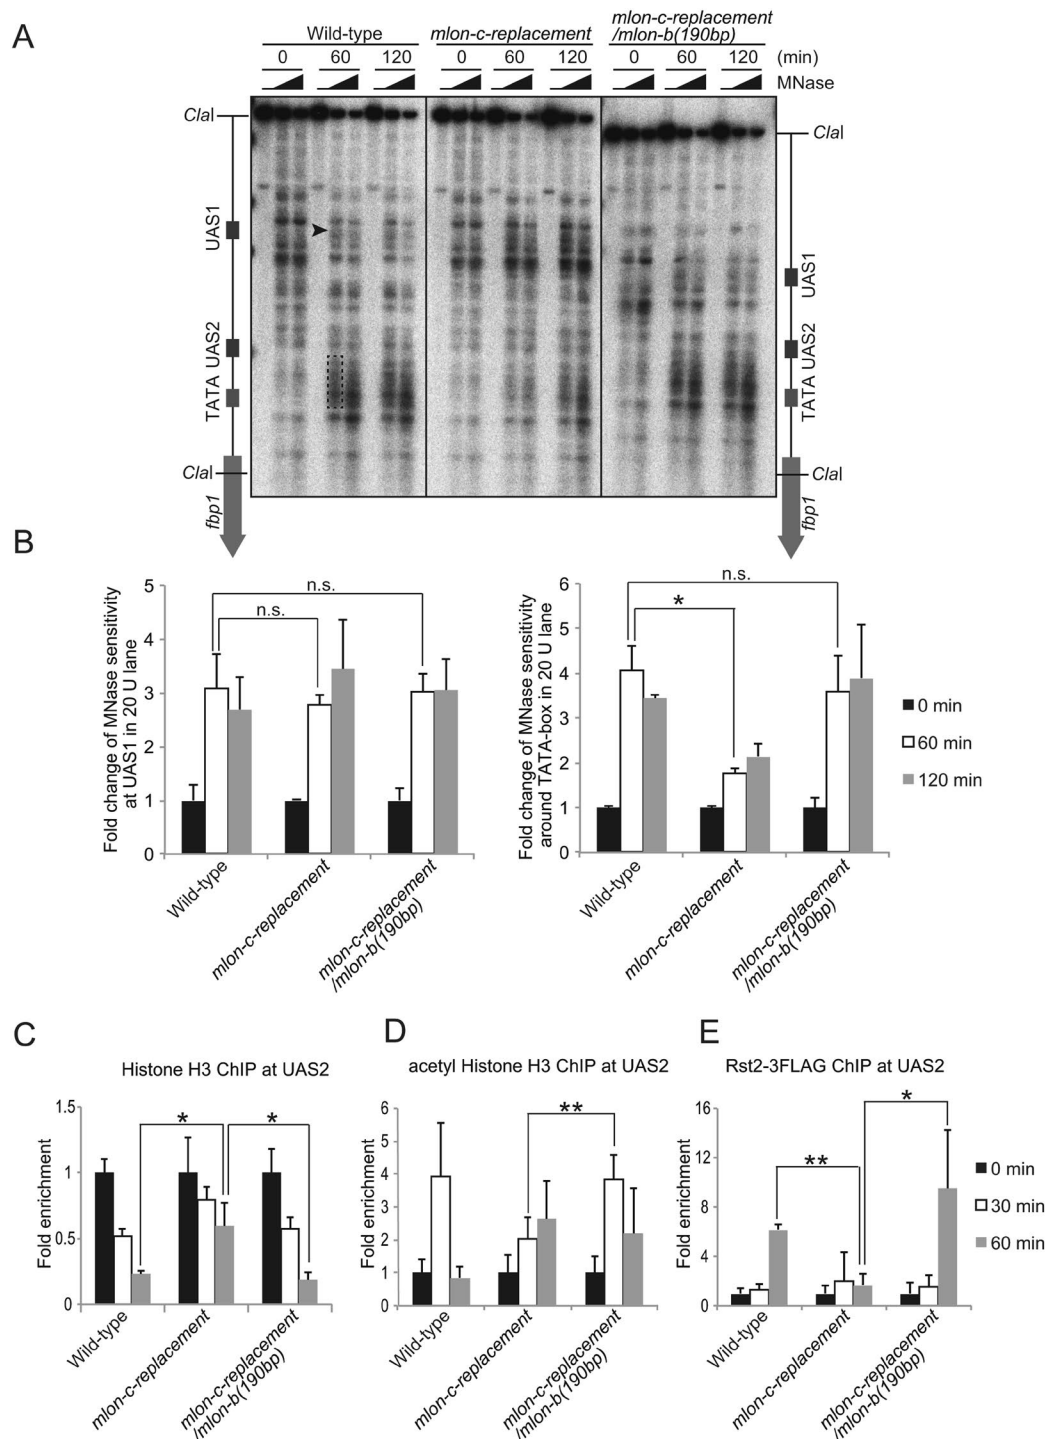 A
Wild-type
mlon-c-replacement
mlon-c-replacement
/mlon-b(190bp)
0 60 120
0 60 120
0 60 120 (min)
MNase
ClaI
UAS1
UAS2
TATA
ClaI
fbp1
ClaI
UAS1
UAS2
TATA
ClaI
fbp1
B
Fold change of MNase sensitivity
at UAS1 in 20 U lane
5
4
3
2
1
0
n.s.
n.s.
Wild-type
mlon-c-replacement
mlon-c-replacement
/mlon-b(190bp)
Fold change of MNase sensitivity
around TATA-box in 20 U lane
6
5
4
3
2
1
0
n.s.
*
Wild-type
mlon-c-replacement
mlon-c-replacement
/mlon-b(190bp)
0 min
60 min
120 min
C
Histone H3 ChIP at UAS2
Fold enrichment
1.5
1
0.5
0
*
*
Wild-type
mlon-c-replacement
mlon-c-replacement
/mlon-b(190bp)
D
acetyl Histone H3 ChIP at UAS2
Fold enrichment
6
5
4
3
2
1
0
**
Wild-type
mlon-c-replacement
mlon-c-replacement
/mlon-b(190bp)
E
Rst2-3FLAG ChIP at UAS2
Fold enrichment
16
12
8
4
0
**
*
Wild-type
mlon-c-replacement
mlon-c-replacement
/mlon-b(190bp)
0 min
30 min
60 min